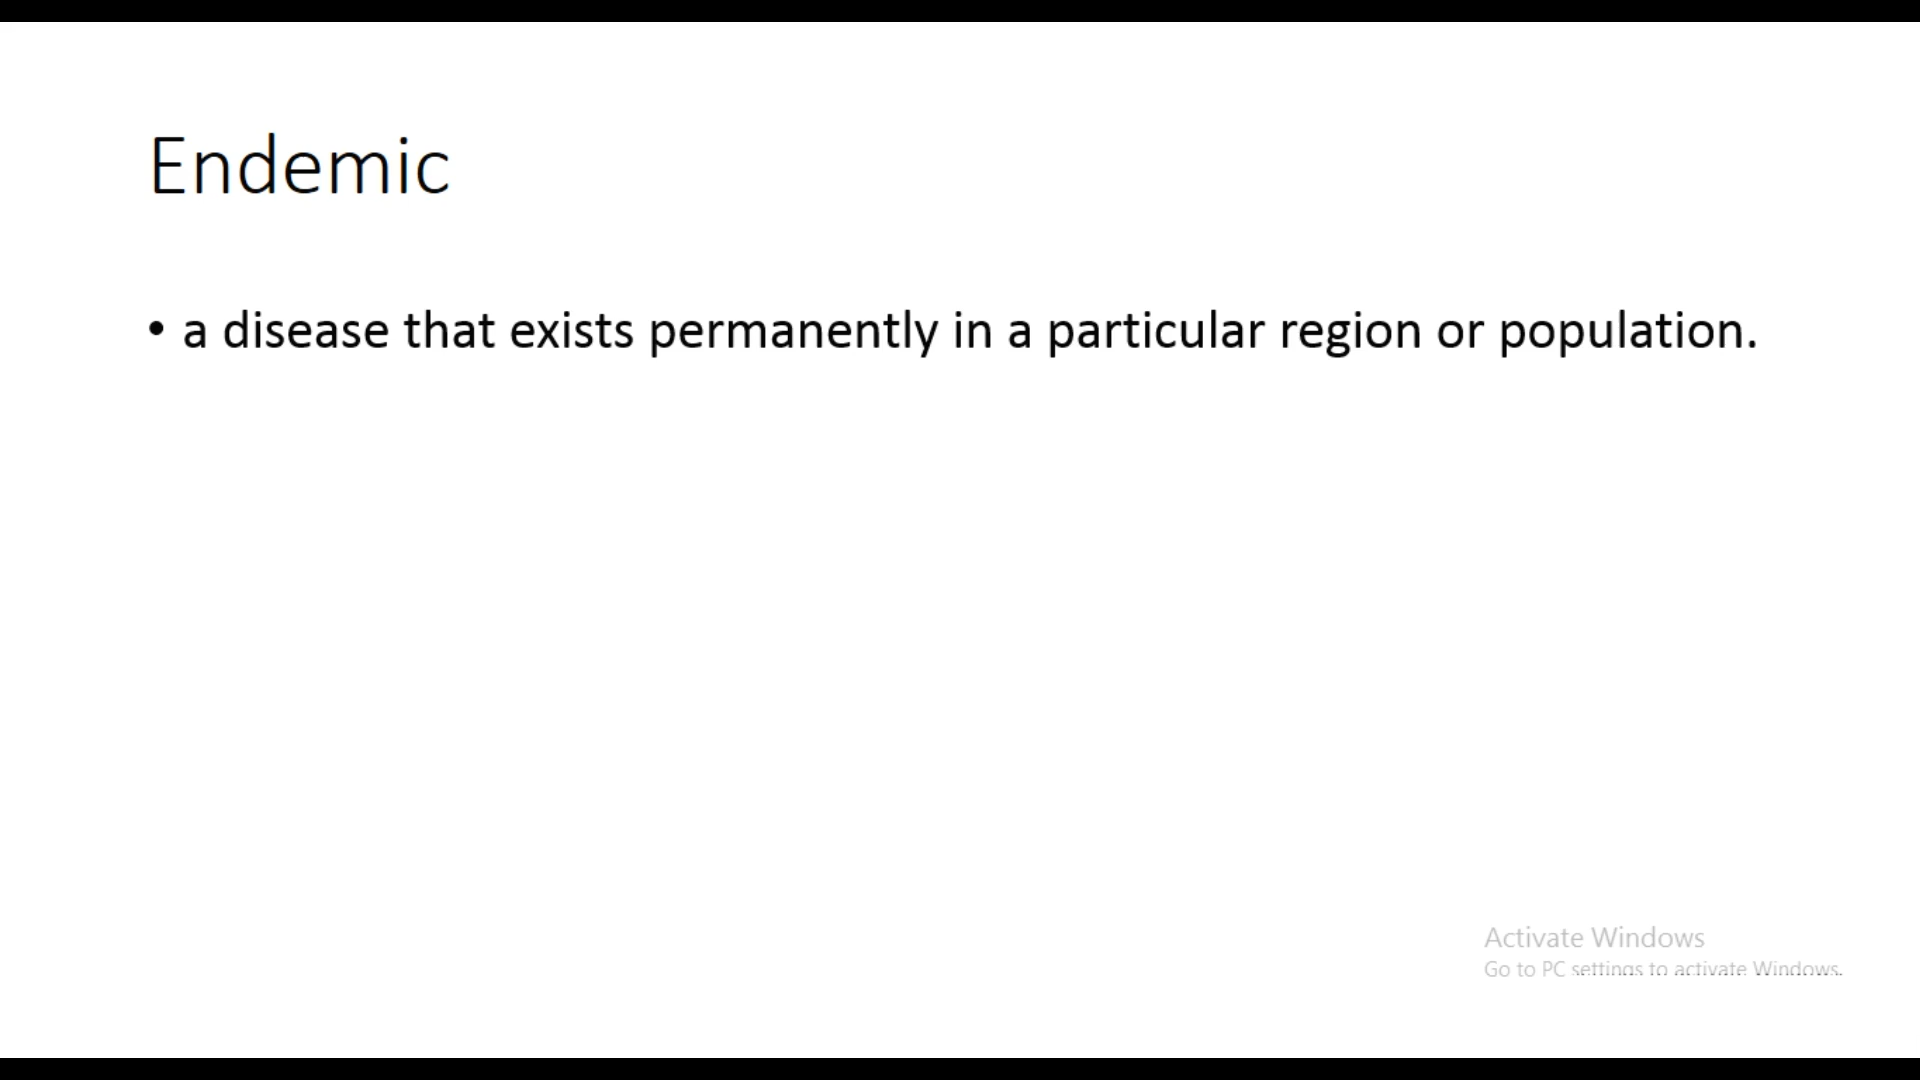 Endemic
• a disease that exists permanently in a particular region or population.
Activate Windows
Go to PC settings to activate Windows.